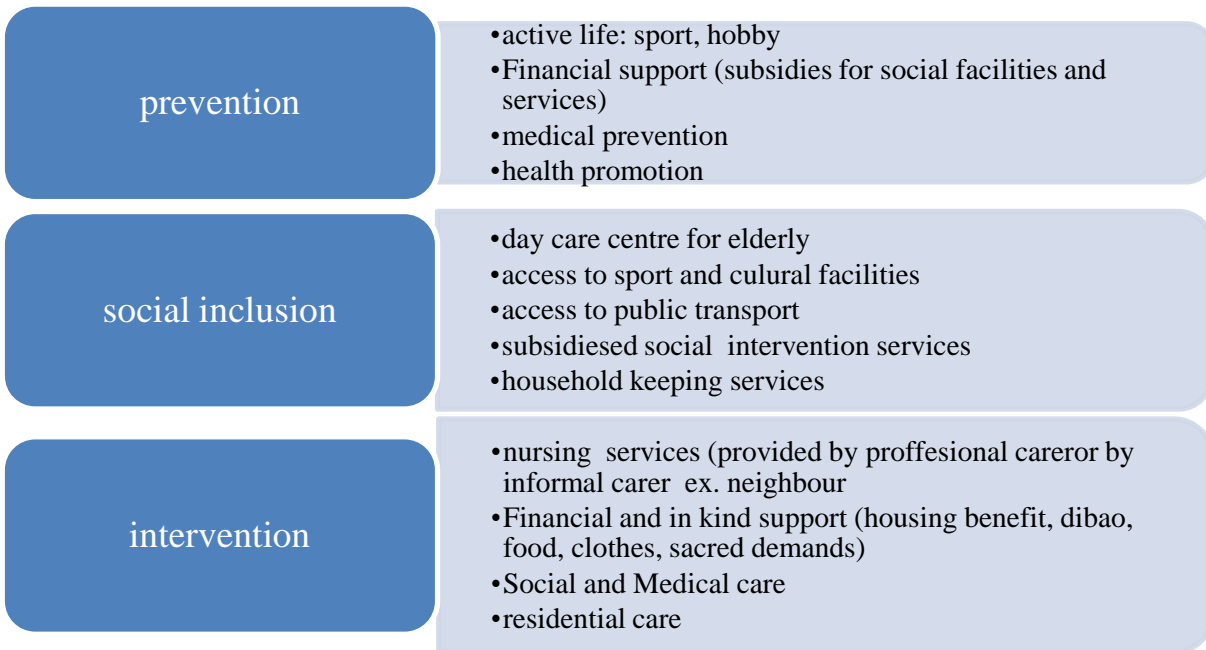 prevention
•active life: sport, hobby
•Financial support (subsidies for social facilities and
services)
•medical prevention
•health promotion
social inclusion
•day care centre for elderly
•access to sport and culural facilities
•access to public transport
•subsidiesed social  intervention services
•household keeping services
intervention
•nursing  services (provided by proffesional careror by
informal carer  ex. neighbour
•Financial and in kind support (housing benefit, dibao,
food, clothes, sacred demands)
•Social and Medical care
•residential care